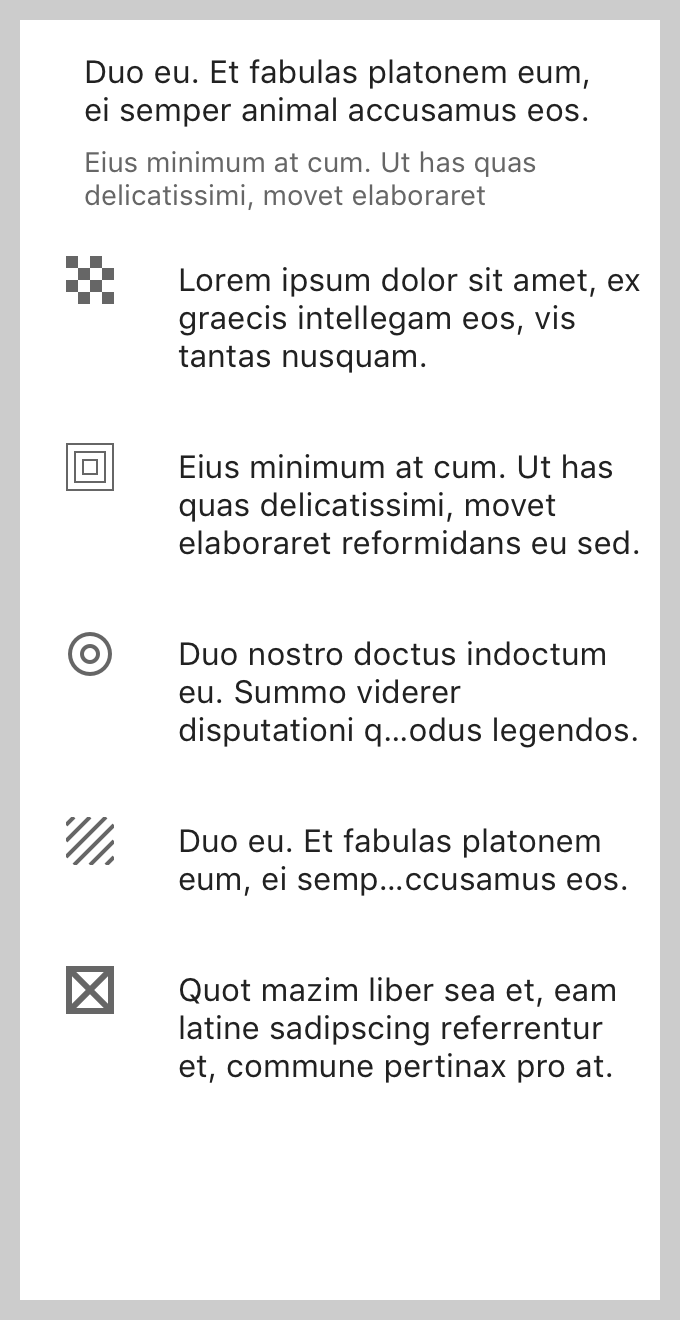 Duo eu. Et fabulas platonem eum,
ei semper animal accusamus eos.
Eius minimum at cum. Ut has quas
delicatissimi, movet elaboraret
Lorem ipsum dolor sit amet, ex
graecis intellegam eos, vis
tantas nusquam.
Eius minimum at cum. Ut has
quas delicatissimi, movet
elaboraret reformidans eu sed.
Duo nostro doctus indoctum
eu. Summo viderer
disputationi q...odus legendos.
Duo eu. Et fabulas platonem
eum, ei semp...ccusamus eos.
Quot mazim liber sea et, eam
latine sadipscing referrentur
et, commune pertinax pro at.